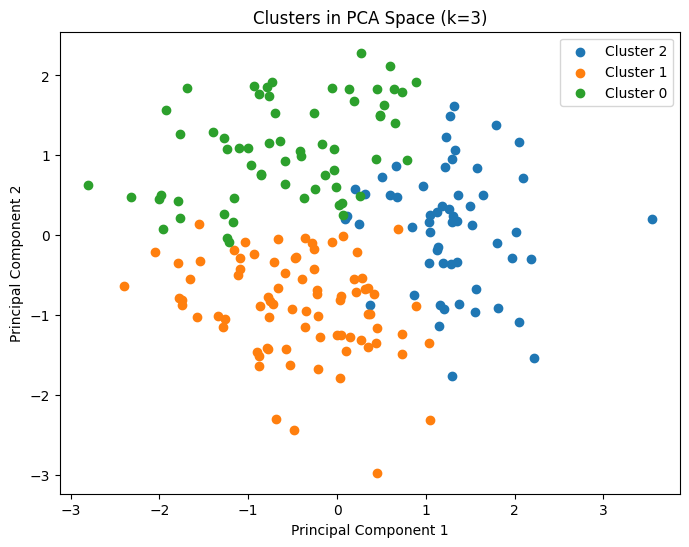 Clusters in PCA Space (k=3)
Cluster 2
Cluster 1
Cluster 0
Principal Component 2
2
1
0
−1
−2
−3
−3
−2
−1
0
1
2
3
Principal Component 1